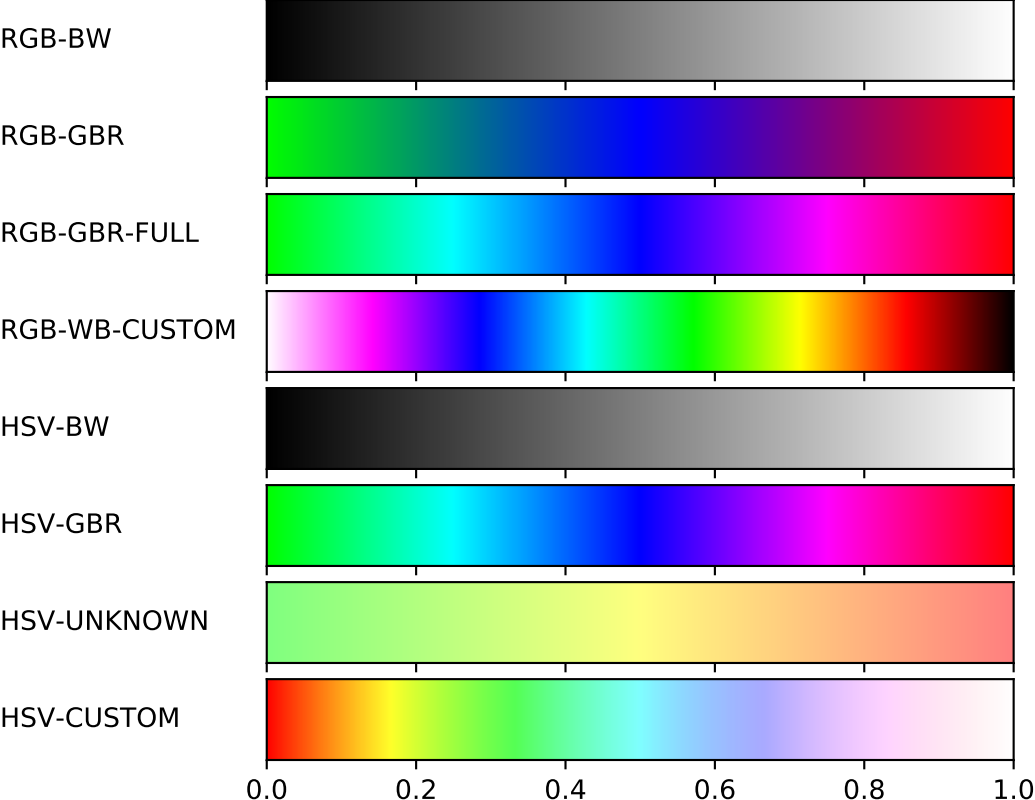 RGB-BW
RGB-GBR
RGB-GBR-FULL
RGB-WB-CUSTOM
HSV-BW
HSV-GBR
HSV-UNKNOWN
HSV-CUSTOM
0.0 0.2 0.4 0.6 0.8 1.0